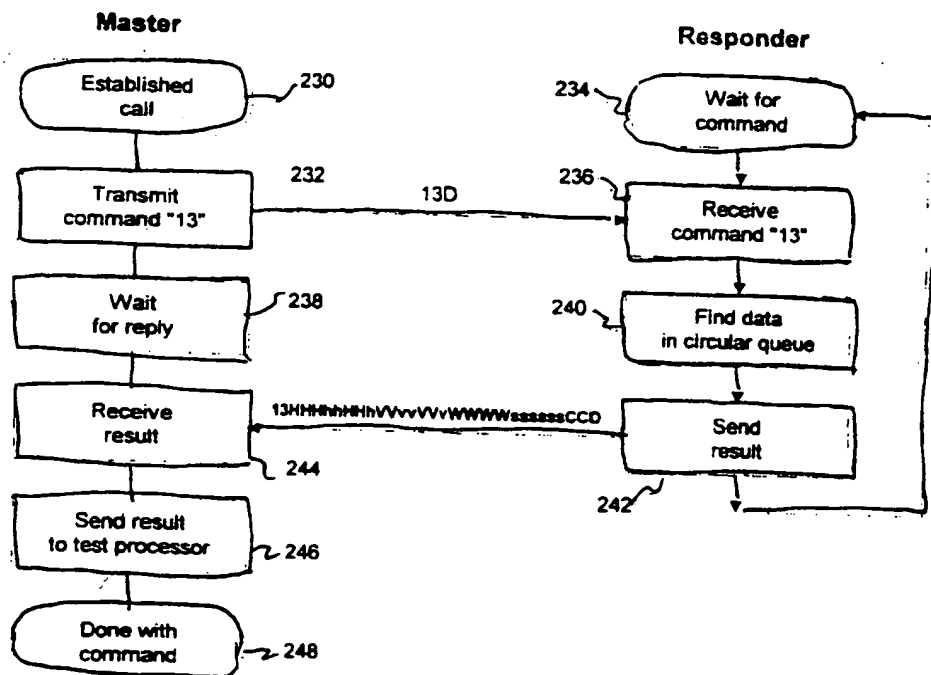 Master
Responder
Established
call
230
234
Wait for
command
Transmit
command "13"
232
13D
236
Receive
command "13"
Wait
for reply
238
240
Find data
in circular queue
Receive
result
244
13HHHhhHHhVVvvVVvWWWWssssssCCD
Send
result
242
Send result
to test processor
246
Done with
command
248